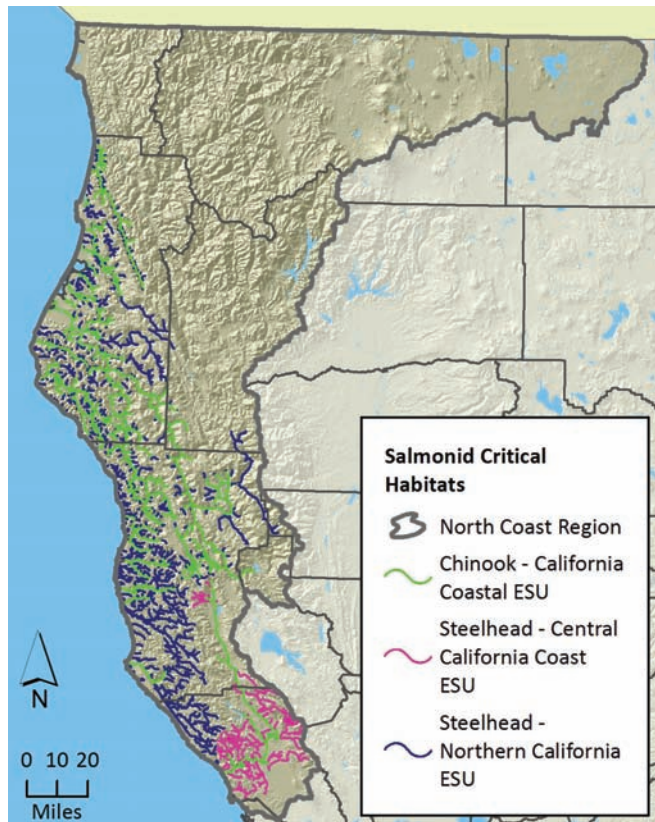 Salmonid Critical
Habitats
North Coast Region
Chinook - California
Coastal ESU
Steelhead - Central
California Coast
ESU
Steelhead -
Northern California
ESU
N
0 10 20
Miles